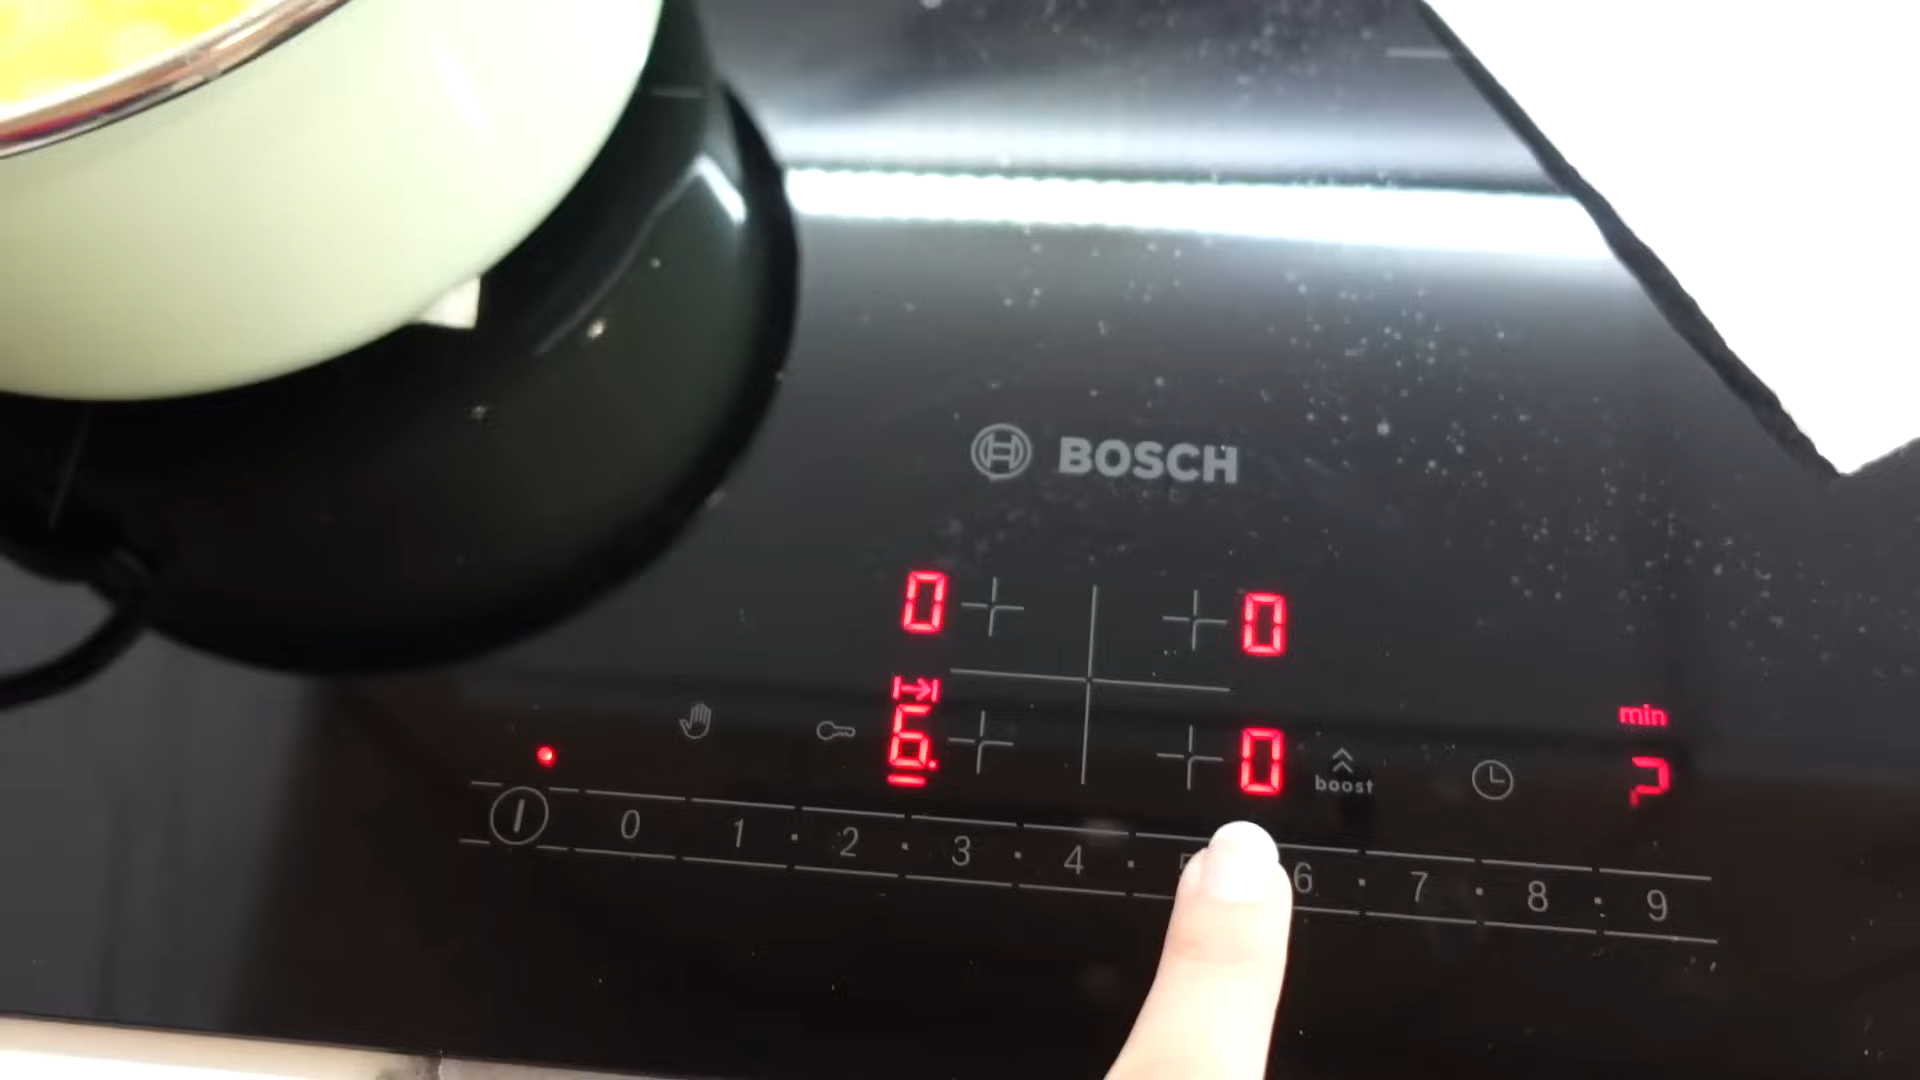 BOSCH
0 0
min
6. 0 boost
0 1 · 2 · 3 · 4 · 6 · 7 · 8 · 9